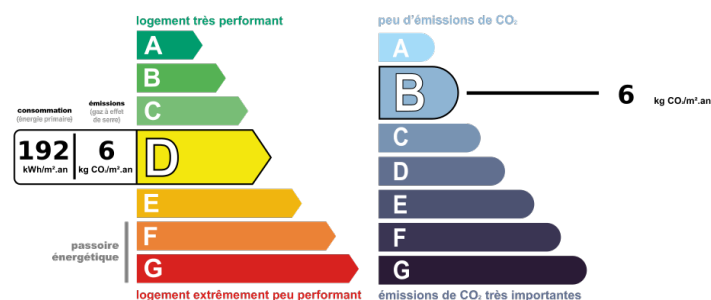 logement très performant
A
B
consommation
(énergie primaire)
émissions
(gaz à effet
de serre)
C
192
kWh/m².an
6
kg CO₂/m².an
D
E
passoire
énergétique
F
G
logement extrêmement peu performant
peu d'émissions de CO₂
A
B
6 kg CO₂/m².an
C
D
E
F
G
émissions de CO₂ très importantes